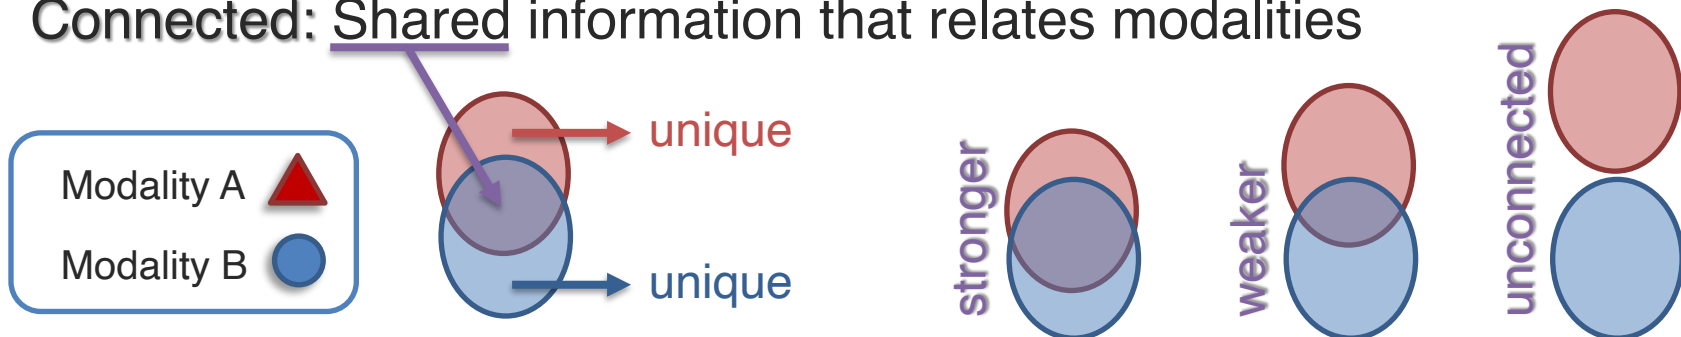 Connected: Shared information that relates modalities
Modality A
Modality B
unique
unique
stronger
weaker
unconnected